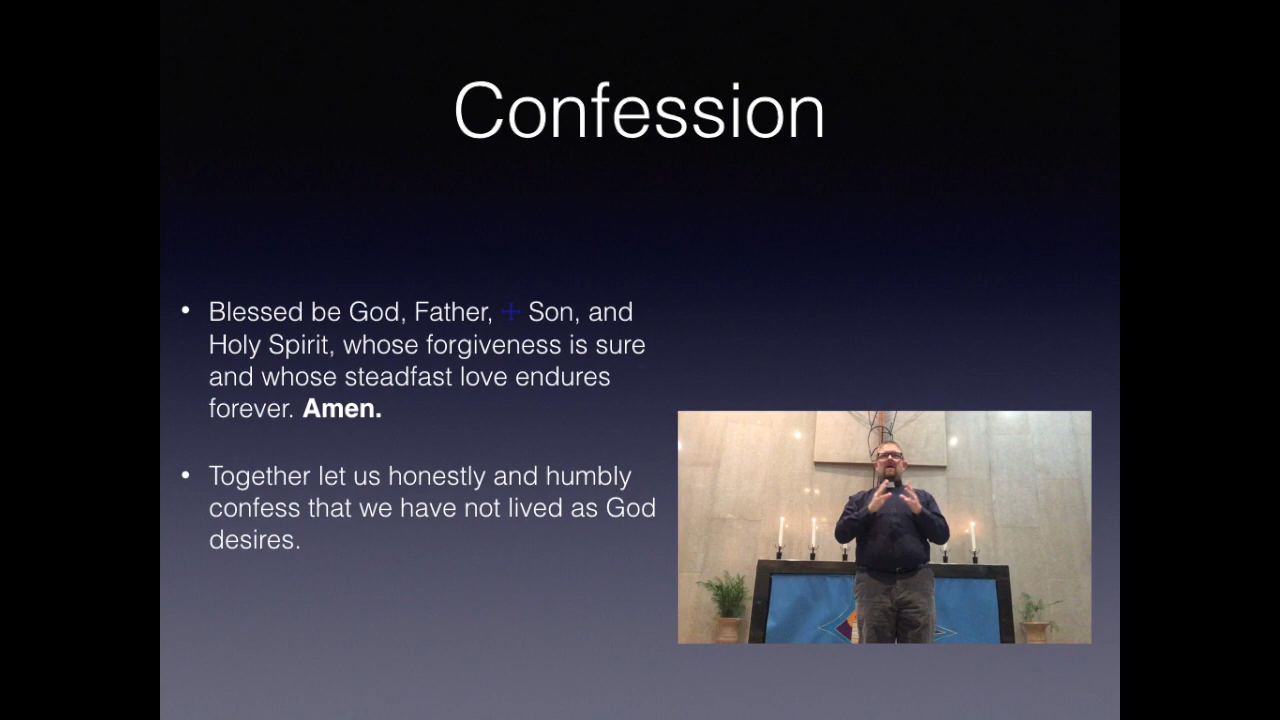 Confession
• Blessed be God, Father, ☩ Son, and
Holy Spirit, whose forgiveness is sure
and whose steadfast love endures
forever. Amen.
• Together let us honestly and humbly
confess that we have not lived as God
desires.